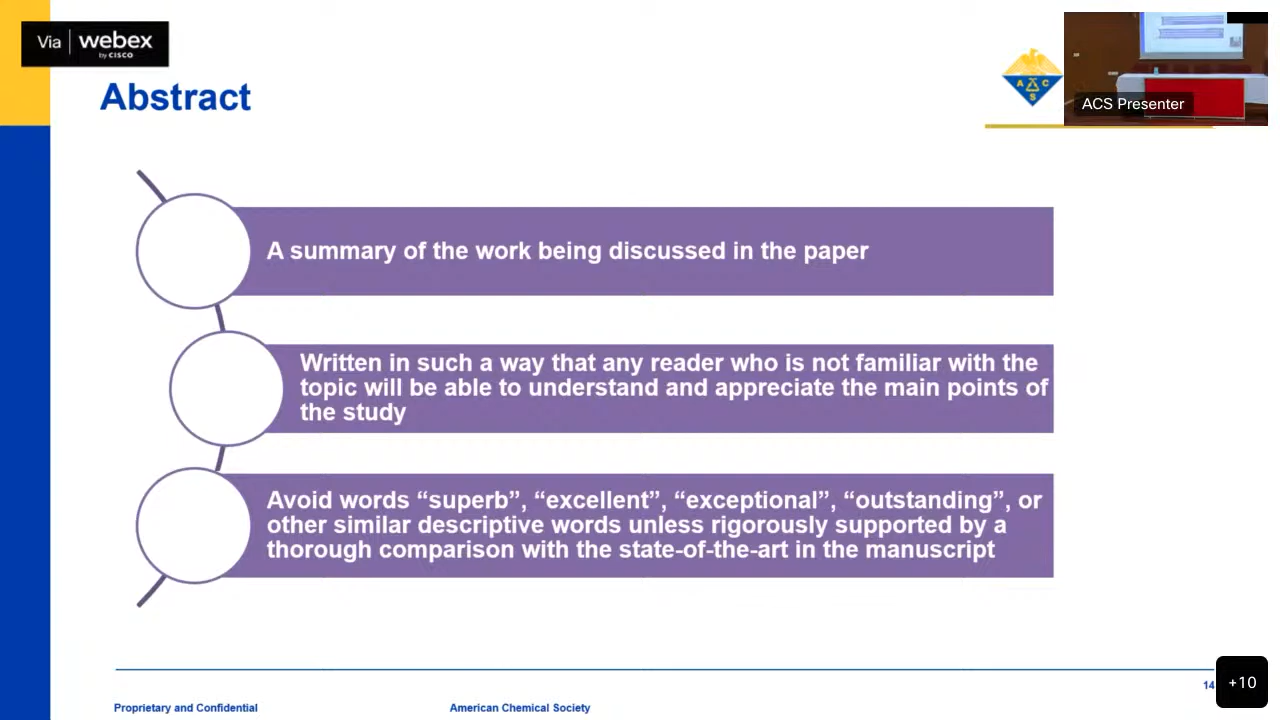 Via webex
by CISCO
Abstract
A C
S
ACS Presenter
A summary of the work being discussed in the paper
Written in such a way that any reader who is not familiar with the
topic will be able to understand and appreciate the main points of
the study
Avoid words “superb”, “excellent”, “exceptional”, “outstanding”, or
other similar descriptive words unless rigorously supported by a
thorough comparison with the state-of-the-art in the manuscript
14
+10
Proprietary and Confidential
American Chemical Society